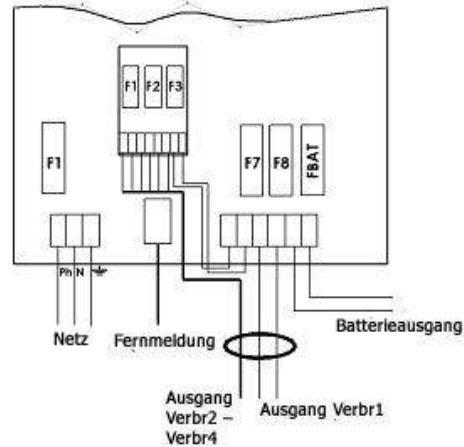 F1 F2 F3
F1
F7 F8 FBAT
Ph N
Netz
Fernmeldung
Batterieausgang
Ausgang
Verbr2 –
Verbr4
Ausgang Verbr1